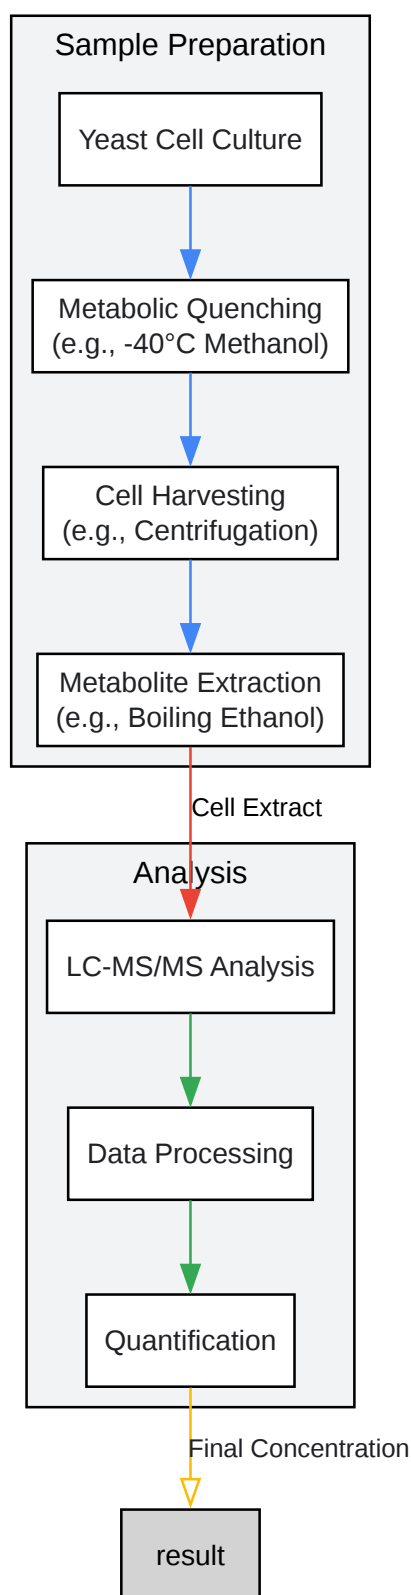 Sample Preparation
Yeast Cell Culture
Metabolic Quenching
(e.g., -40°C Methanol)
Cell Harvesting
(e.g., Centrifugation)
Metabolite Extraction
(e.g., Boiling Ethanol)
Cell Extract
Analysis
LC-MS/MS Analysis
Data Processing
Quantification
Final Concentration
result